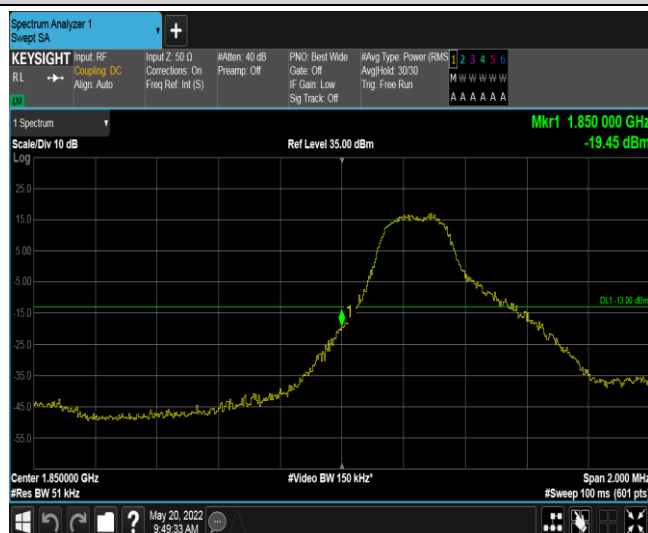 Spectrum Analyzer 1
Swept SA
+
KEYSIGHT
RL
LXI
Input: RF
Coupling: DC
Align: Auto
Input Z: 50 Ω
Corrections: On
Freq Ref: Int (S)
#Atten: 40 dB
Preamp: Off
PNO: Best Wide
Gate: Off
IF Gain: Low
Sig Track: Off
#Avg Type: Power (RMS
Avg|Hold: 30/30
Trig: Free Run
1 2 3 4 5 6
M W W W W W
A A A A A A
1 Spectrum
Scale/Div 10 dB
Ref Level 35.00 dBm
Mkr1 1.850 000 GHz
-19.45 dBm
Log
25.0
15.0
5.00
-5.00
-15.0
-25.0
-35.0
-45.0
-55.0
1
DL1 -13.00 dBm
Center 1.850000 GHz
#Res BW 51 kHz
#Video BW 150 kHz*
Span 2.000 MHz
#Sweep 100 ms (601 pts)
?
May 20, 2022
9:49:33 AM